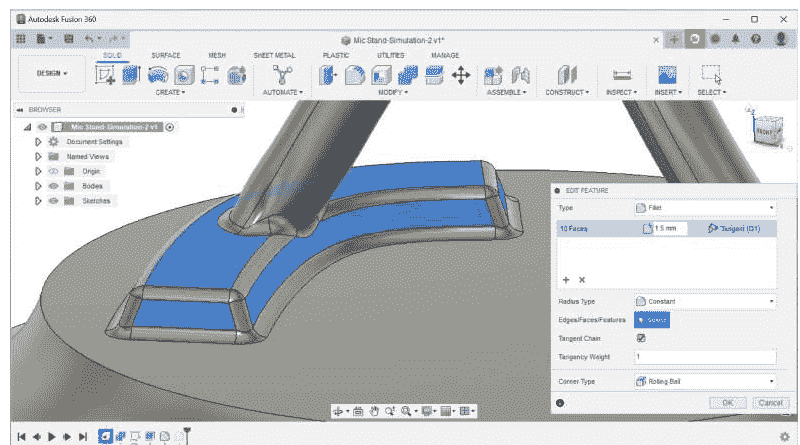 Autodesk Fusion 360
Mic Stand-Simulation-2 v1*
SOLID SURFACE MESH SHEET METAL PLASTIC UTILITIES MANAGE
DESIGN
CREATE AUTOMATE MODIFY ASSEMBLE CONSTRUCT INSPECT INSERT SELECT
BROWSER
Mic Stand-Simulation-2 v1
Document Settings
Named Views
Origin
Bodies
Sketches
FRONT
EDIT FEATURE
Type Fillet
10 Faces 1.5 mm Tangent (G1)
Radius Type Constant
Edges/Faces/Features Select
Tangent Chain
Tangency Weight 1
Corner Type Rolling Ball
OK Cancel